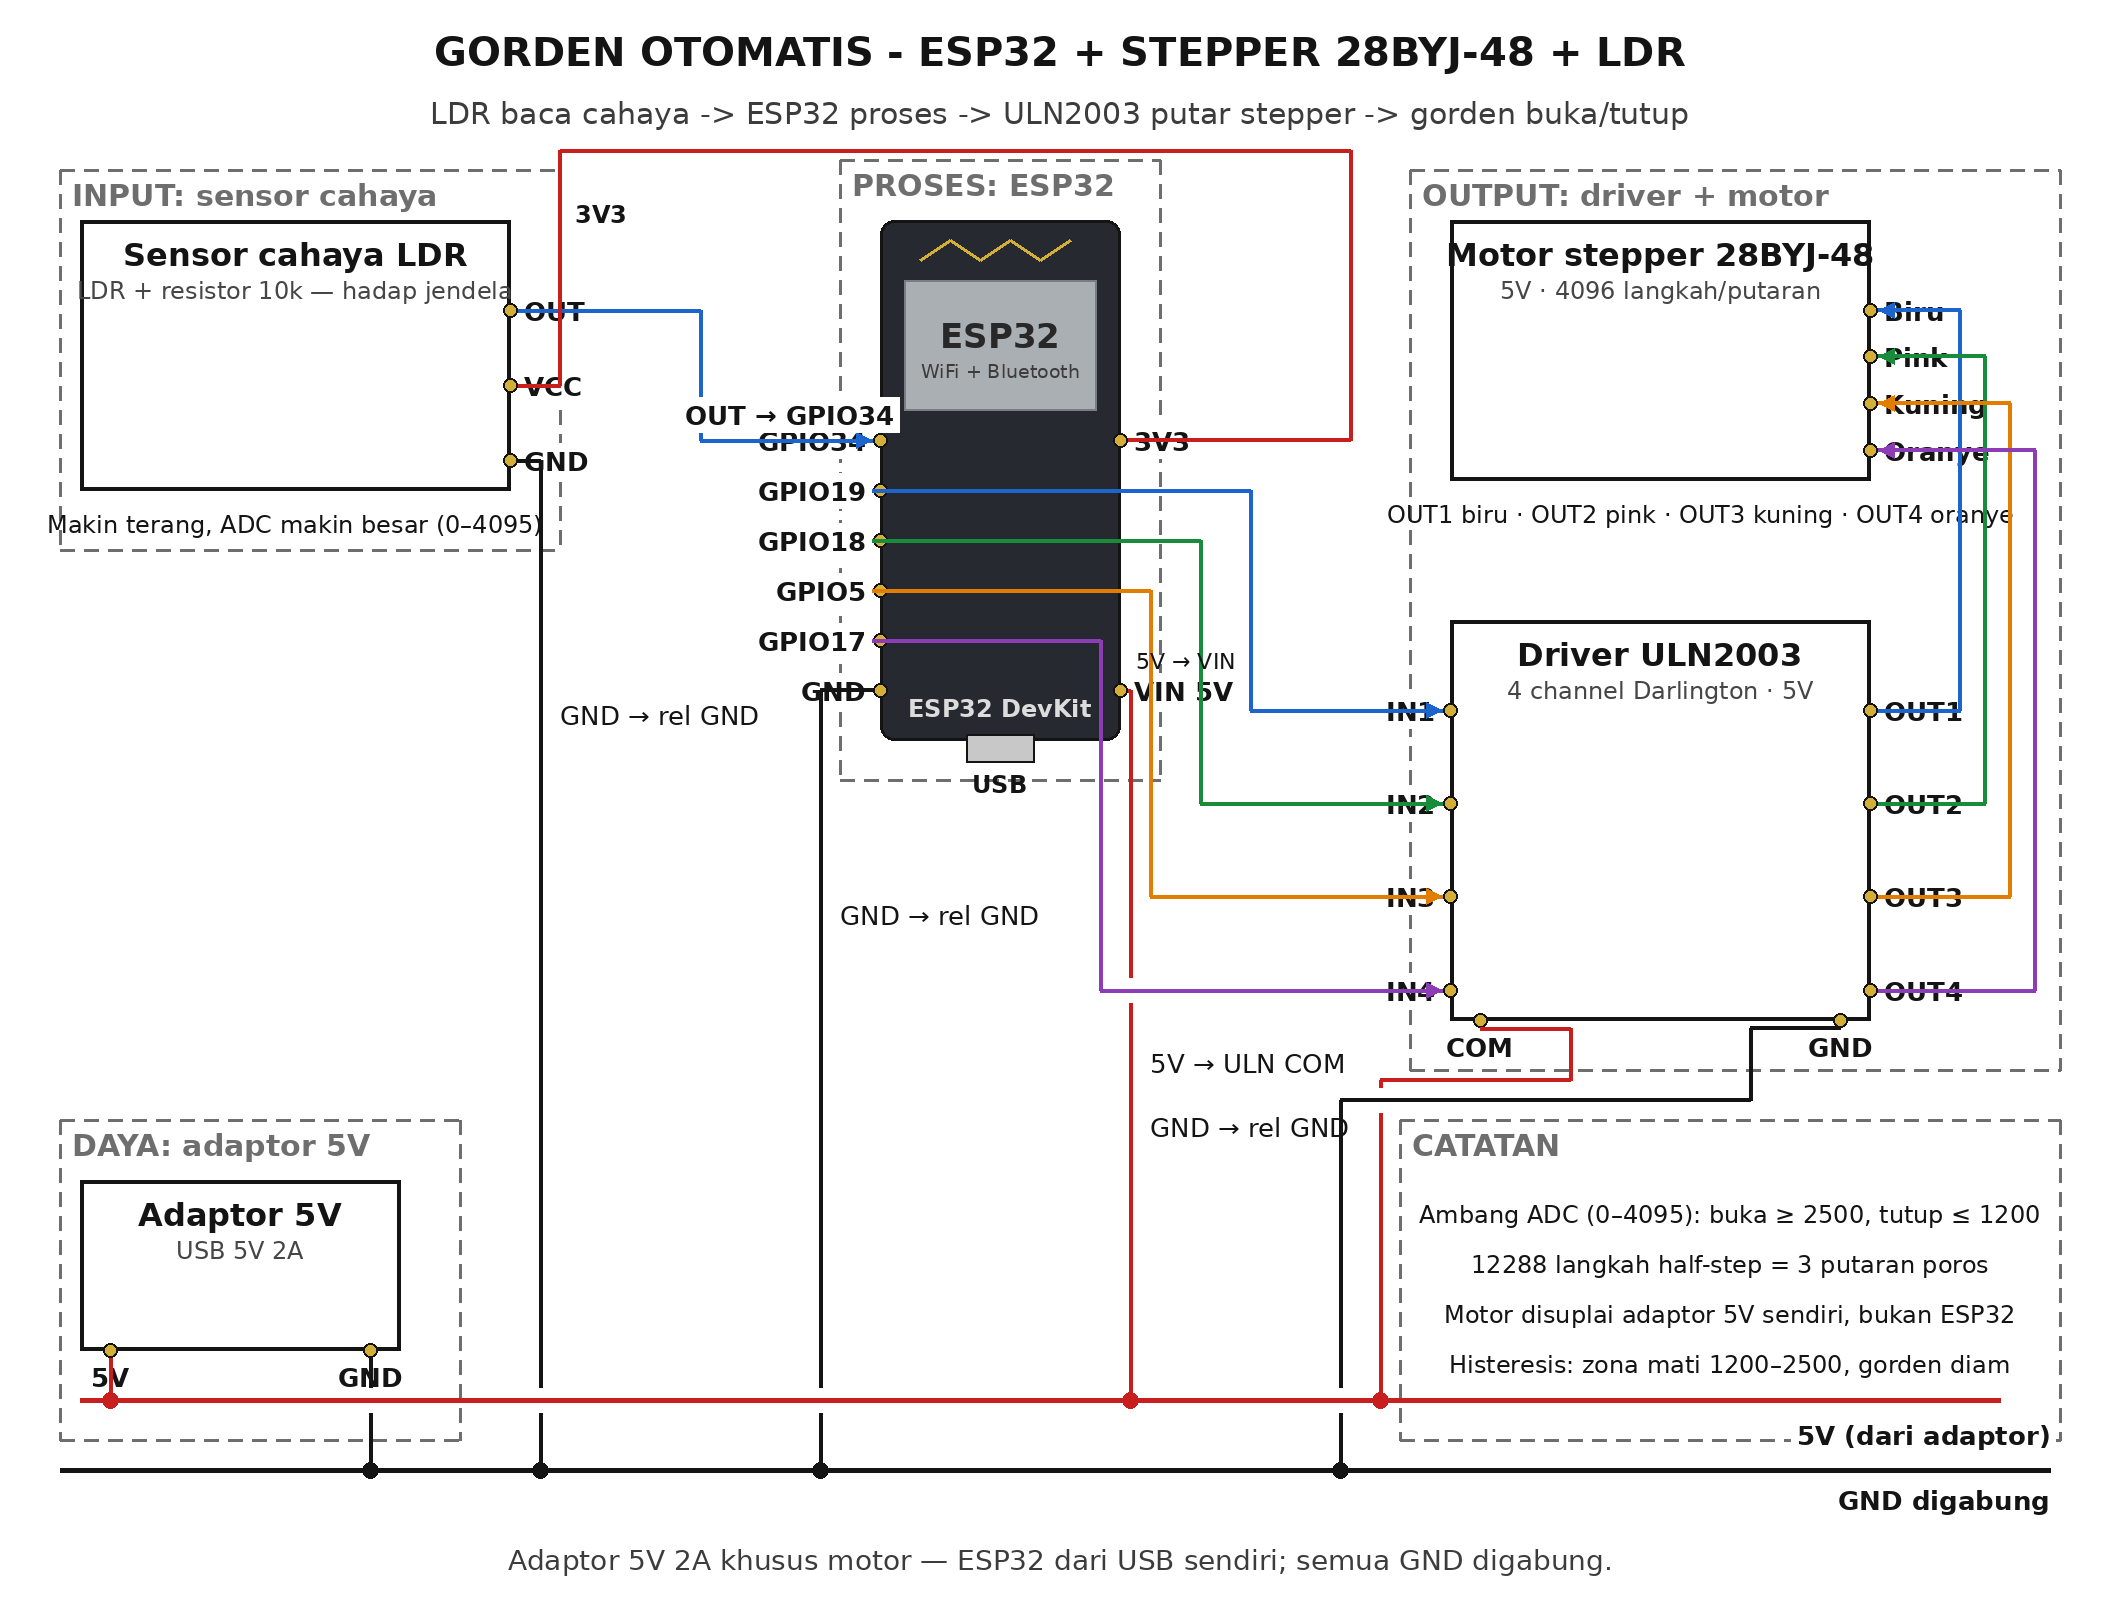 GORDEN OTOMATIS - ESP32 + STEPPER 28BYJ-48 + LDR
LDR baca cahaya -> ESP32 proses -> ULN2003 putar stepper -> gorden buka/tutup
INPUT: sensor cahaya
Sensor cahaya LDR
LDR + resistor 10k — hadap jendela
OUT
VCC
GND
Makin terang, ADC makin besar (0–4095)
3V3
PROSES: ESP32
ESP32
WiFi + Bluetooth
OUT → GPIO34
GPIO34
GPIO19
GPIO18
GPIO5
GPIO17
GND
3V3
5V → VIN
VIN 5V
ESP32 DevKit
USB
OUTPUT: driver + motor
Motor stepper 28BYJ-48
5V · 4096 langkah/putaran
Biru
Pink
Kuning
Oranye
OUT1 biru · OUT2 pink · OUT3 kuning · OUT4 oranye
Driver ULN2003
4 channel Darlington · 5V
IN1
IN2
IN3
IN4
OUT1
OUT2
OUT3
OUT4
COM
GND
GND → rel GND
GND → rel GND
5V → ULN COM
GND → rel GND
DAYA: adaptor 5V
Adaptor 5V
USB 5V 2A
5V
GND
CATATAN
Ambang ADC (0–4095): buka ≥ 2500, tutup ≤ 1200
12288 langkah half-step = 3 putaran poros
Motor disuplai adaptor 5V sendiri, bukan ESP32
Histeresis: zona mati 1200–2500, gorden diam
5V (dari adaptor)
GND digabung
Adaptor 5V 2A khusus motor — ESP32 dari USB sendiri; semua GND digabung.